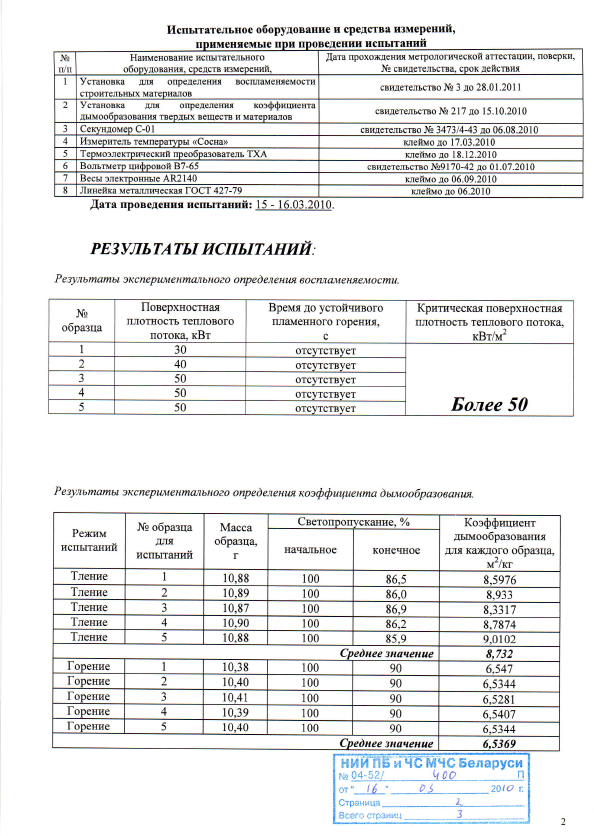 Испытательное оборудование и средства измерений,
применяемые при проведении испытаний
№ п/п Наименование испытательного оборудования, средств измерений, Дата прохождения метрологической аттестации, поверки, № свидетельства, срок действия
1 Установка для определения воспламеняемости строительных материалов свидетельство № 3 до 28.01.2011
2 Установка для определения коэффициента дымообразования твердых веществ и материалов свидетельство № 217 до 15.10.2010
3 Секундомер С-01 свидетельство № 3473/4-43 до 06.08.2010
4 Измеритель температуры «Сосна» клеймо до 17.03.2010
5 Термоэлектрический преобразователь ТХА клеймо до 18.12.2010
6 Вольтметр цифровой В7-65 свидетельство №9170-42 до 01.07.2010
7 Весы электронные AR2140 клеймо до 06.09.2010
8 Линейка металлическая ГОСТ 427-79 клеймо до 06.2010
Дата проведения испытаний: 15 - 16.03.2010.
РЕЗУЛЬТАТЫ ИСПЫТАНИЙ:
Результаты экспериментального определения воспламеняемости.
№ образца Поверхностная плотность теплового потока, кВт Время до устойчивого пламенного горения, с Критическая поверхностная плотность теплового потока, кВт/м²
1 30 отсутствует
2 40 отсутствует
3 50 отсутствует
4 50 отсутствует
5 50 отсутствует
Более 50
Результаты экспериментального определения коэффициента дымообразования.
Режим испытаний № образца для испытаний Масса образца, г Светопропускание, % начальное конечное Коэффициент дымообразования для каждого образца, м²/кг
Тление 1 10,88 100 86,5 8,5976
Тление 2 10,89 100 86,0 8,933
Тление 3 10,87 100 86,9 8,3317
Тление 4 10,90 100 86,2 8,7874
Тление 5 10,88 100 85,9 9,0102
Среднее значение 8,732
Горение 1 10,38 100 90 6,547
Горение 2 10,40 100 90 6,5344
Горение 3 10,41 100 90 6,5281
Горение 4 10,39 100 90 6,5407
Горение 5 10,40 100 90 6,5344
Среднее значение 6,5369
НИИ ПБ и ЧС МЧС Беларуси
№ 04-52/ 400 П
от "16" 03 2010 г.
Страница 2
Всего страниц 3
2